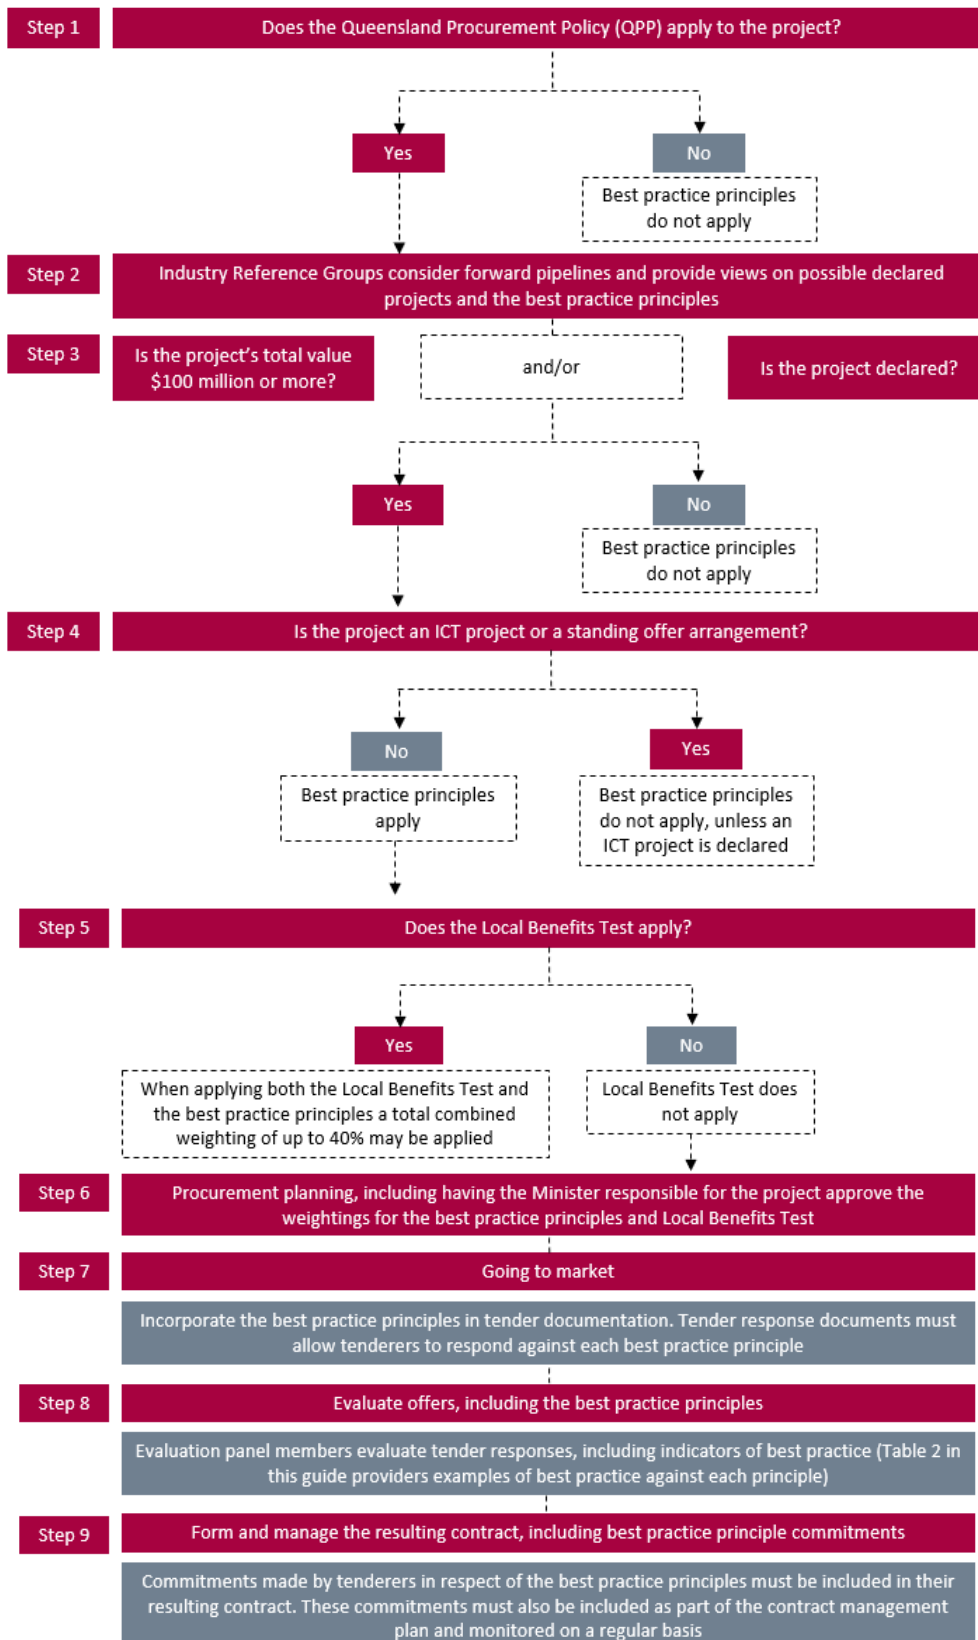 Step 1
Does the Queensland Procurement Policy (QPP) apply to the project?
Yes
No
Best practice principles
do not apply
Step 2
Industry Reference Groups consider forward pipelines and provide views on possible declared
projects and the best practice principles
Step 3
Is the project's total value
$100 million or more?
and/or
Is the project declared?
Yes
No
Best practice principles
do not apply
Step 4
Is the project an ICT project or a standing offer arrangement?
No
Yes
Best practice principles
apply
Best practice principles
do not apply, unless an
ICT project is declared
Step 5
Does the Local Benefits Test apply?
Yes
No
When applying both the Local Benefits Test and
the best practice principles a total combined
weighting of up to 40% may be applied
Local Benefits Test does
not apply
Step 6
Procurement planning, including having the Minister responsible for the project approve the
weightings for the best practice principles and Local Benefits Test
Step 7
Going to market
Incorporate the best practice principles in tender documentation. Tender response documents must
allow tenderers to respond against each best practice principle
Step 8
Evaluate offers, including the best practice principles
Evaluation panel members evaluate tender responses, including indicators of best practice (Table 2 in
this guide providers examples of best practice against each principle)
Step 9
Form and manage the resulting contract, including best practice principle commitments
Commitments made by tenderers in respect of the best practice principles must be included in their
resulting contract. These commitments must also be included as part of the contract management
plan and monitored on a regular basis